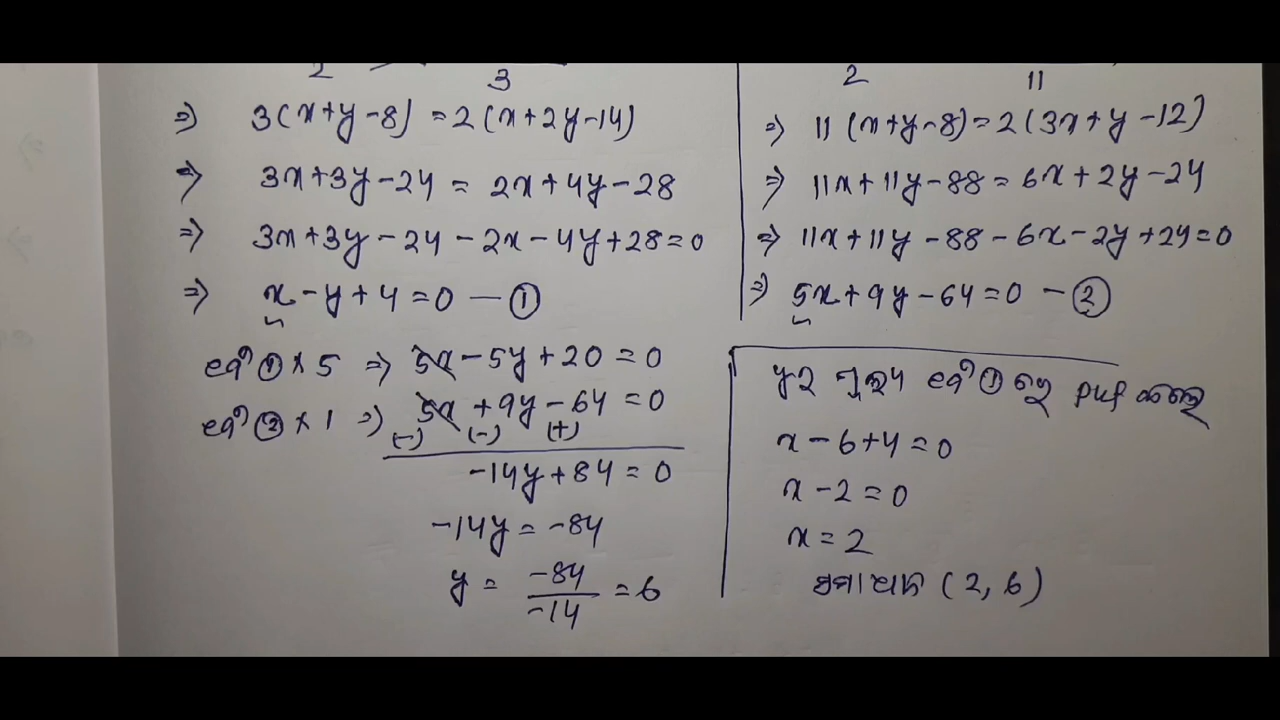 2 3
⇒ 3(x+y-8) = 2(x+2y-14)
⇒ 3x+3y-24 = 2x+4y-28
⇒ 3x+3y-24-2x-4y+28=0
⇒ x-y+4=0 — ①
2 11
⇒ 11(x+y-8)=2(3x+y-12)
⇒ 11x+11y-88=6x+2y-24
⇒ 11x+11y-88-6x-2y+24=0
⇒ 5x+9y-64=0 — ②
① × 5 ⇒ 5x-5y+20=0
② × 1 ⇒ 5x+9y-64=0
(-) (-) (+)
-14y+84=0
-14y=-84
y = -84/-14 = 6
ମୂଲ୍ୟ ① ରେ
x-6+4=0
x-2=0
x=2
ସମାଧାନ (2, 6)